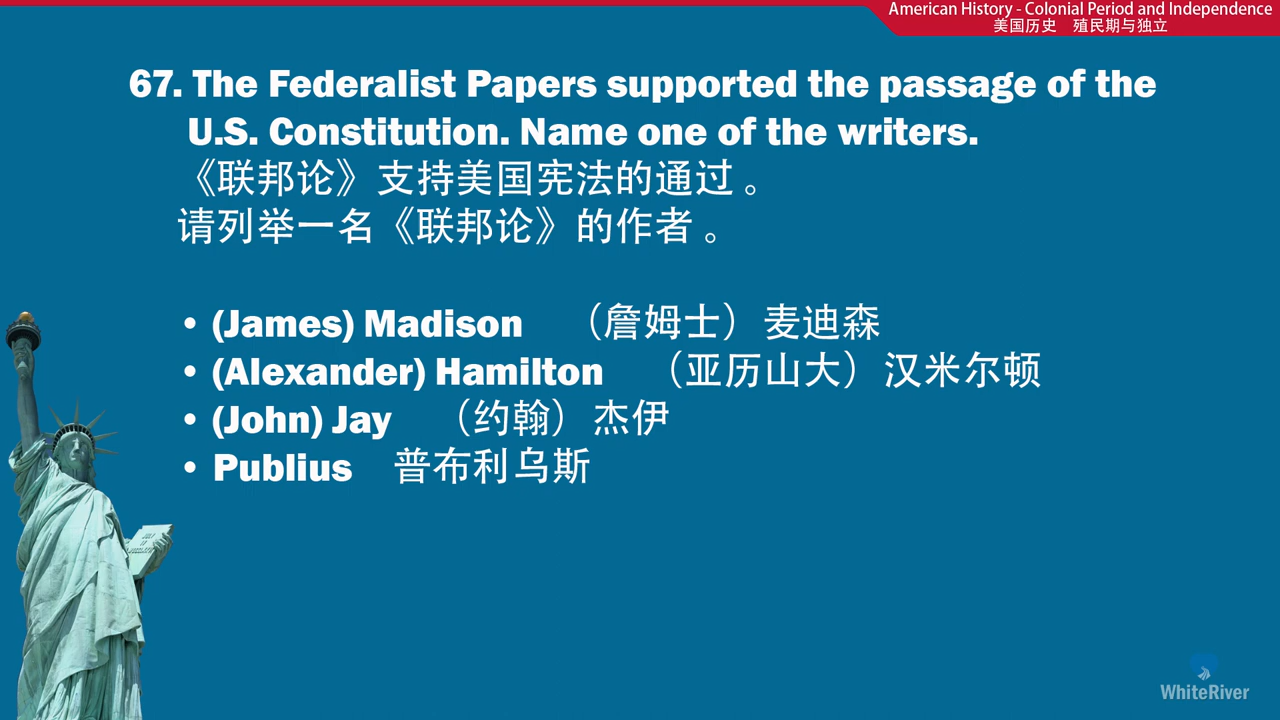 American History - Colonial Period and Independence
美国历史 殖民期与独立
67. The Federalist Papers supported the passage of the
U.S. Constitution. Name one of the writers.
《联邦论》支持美国宪法的通过。
请列举一名《联邦论》的作者。
• (James) Madison （詹姆士）麦迪森
• (Alexander) Hamilton （亚历山大）汉米尔顿
• (John) Jay （约翰）杰伊
• Publius 普布利乌斯
WhiteRiver